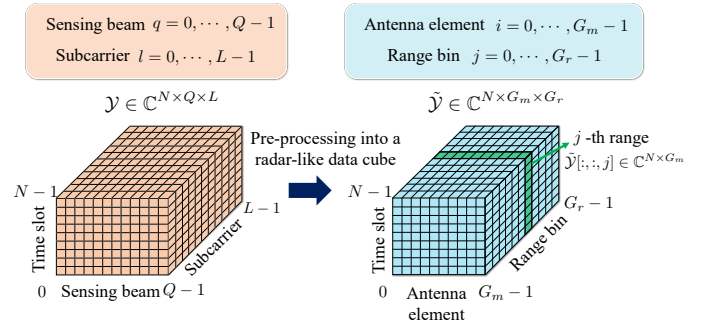 Sensing beam q = 0, ⋯ , Q − 1
Subcarrier l = 0, ⋯ , L − 1
Antenna element i = 0, ⋯ , G_m − 1
Range bin j = 0, ⋯ , G_r − 1
𝒴 ∈ ℂ^{N×Q×L}
𝒴̃ ∈ ℂ^{N×G_m×G_r}
Pre-processing into a
radar-like data cube
j -th range
𝒴̃[:, :, j] ∈ ℂ^{N×G_m}
N − 1
Time slot
0
Sensing beam Q − 1
Subcarrier
L − 1
N − 1
Time slot
0
Antenna
element
G_m − 1
Range bin
G_r − 1